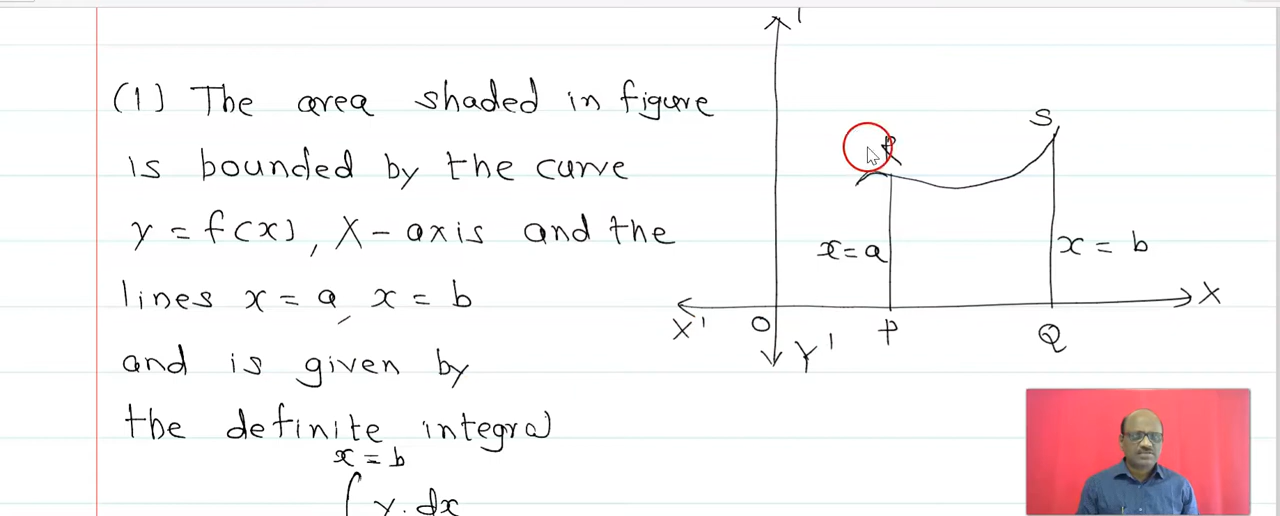 (1) The area shaded in figure
is bounded by the curve
y = f(x), X-axis and the
lines x = a, x = b
and is given by
the definite integral
x = b
∫ y. dx
S
R
x = a
x = b
X'
O
X
P
Q
Y'